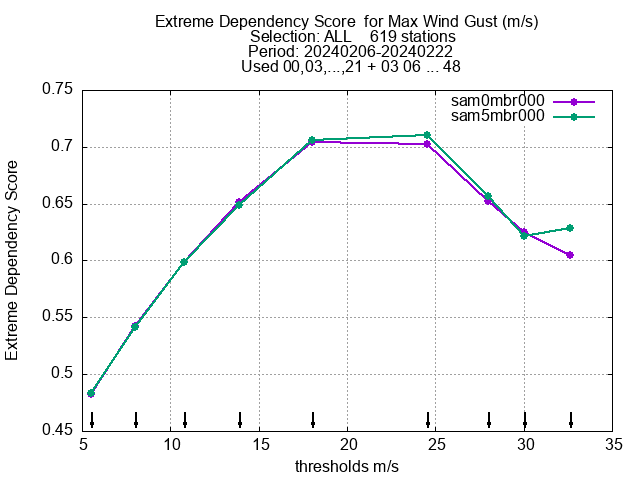 Extreme Dependency Score  for Max Wind Gust (m/s)
Selection: ALL    619 stations
Period: 20240206-20240222
Used 00,03,...,21 + 03 06 ... 48
sam0mbr000
sam5mbr000
Extreme Dependency Score
0.75
0.7
0.65
0.6
0.55
0.5
0.45
5 10 15 20 25 30 35
thresholds m/s